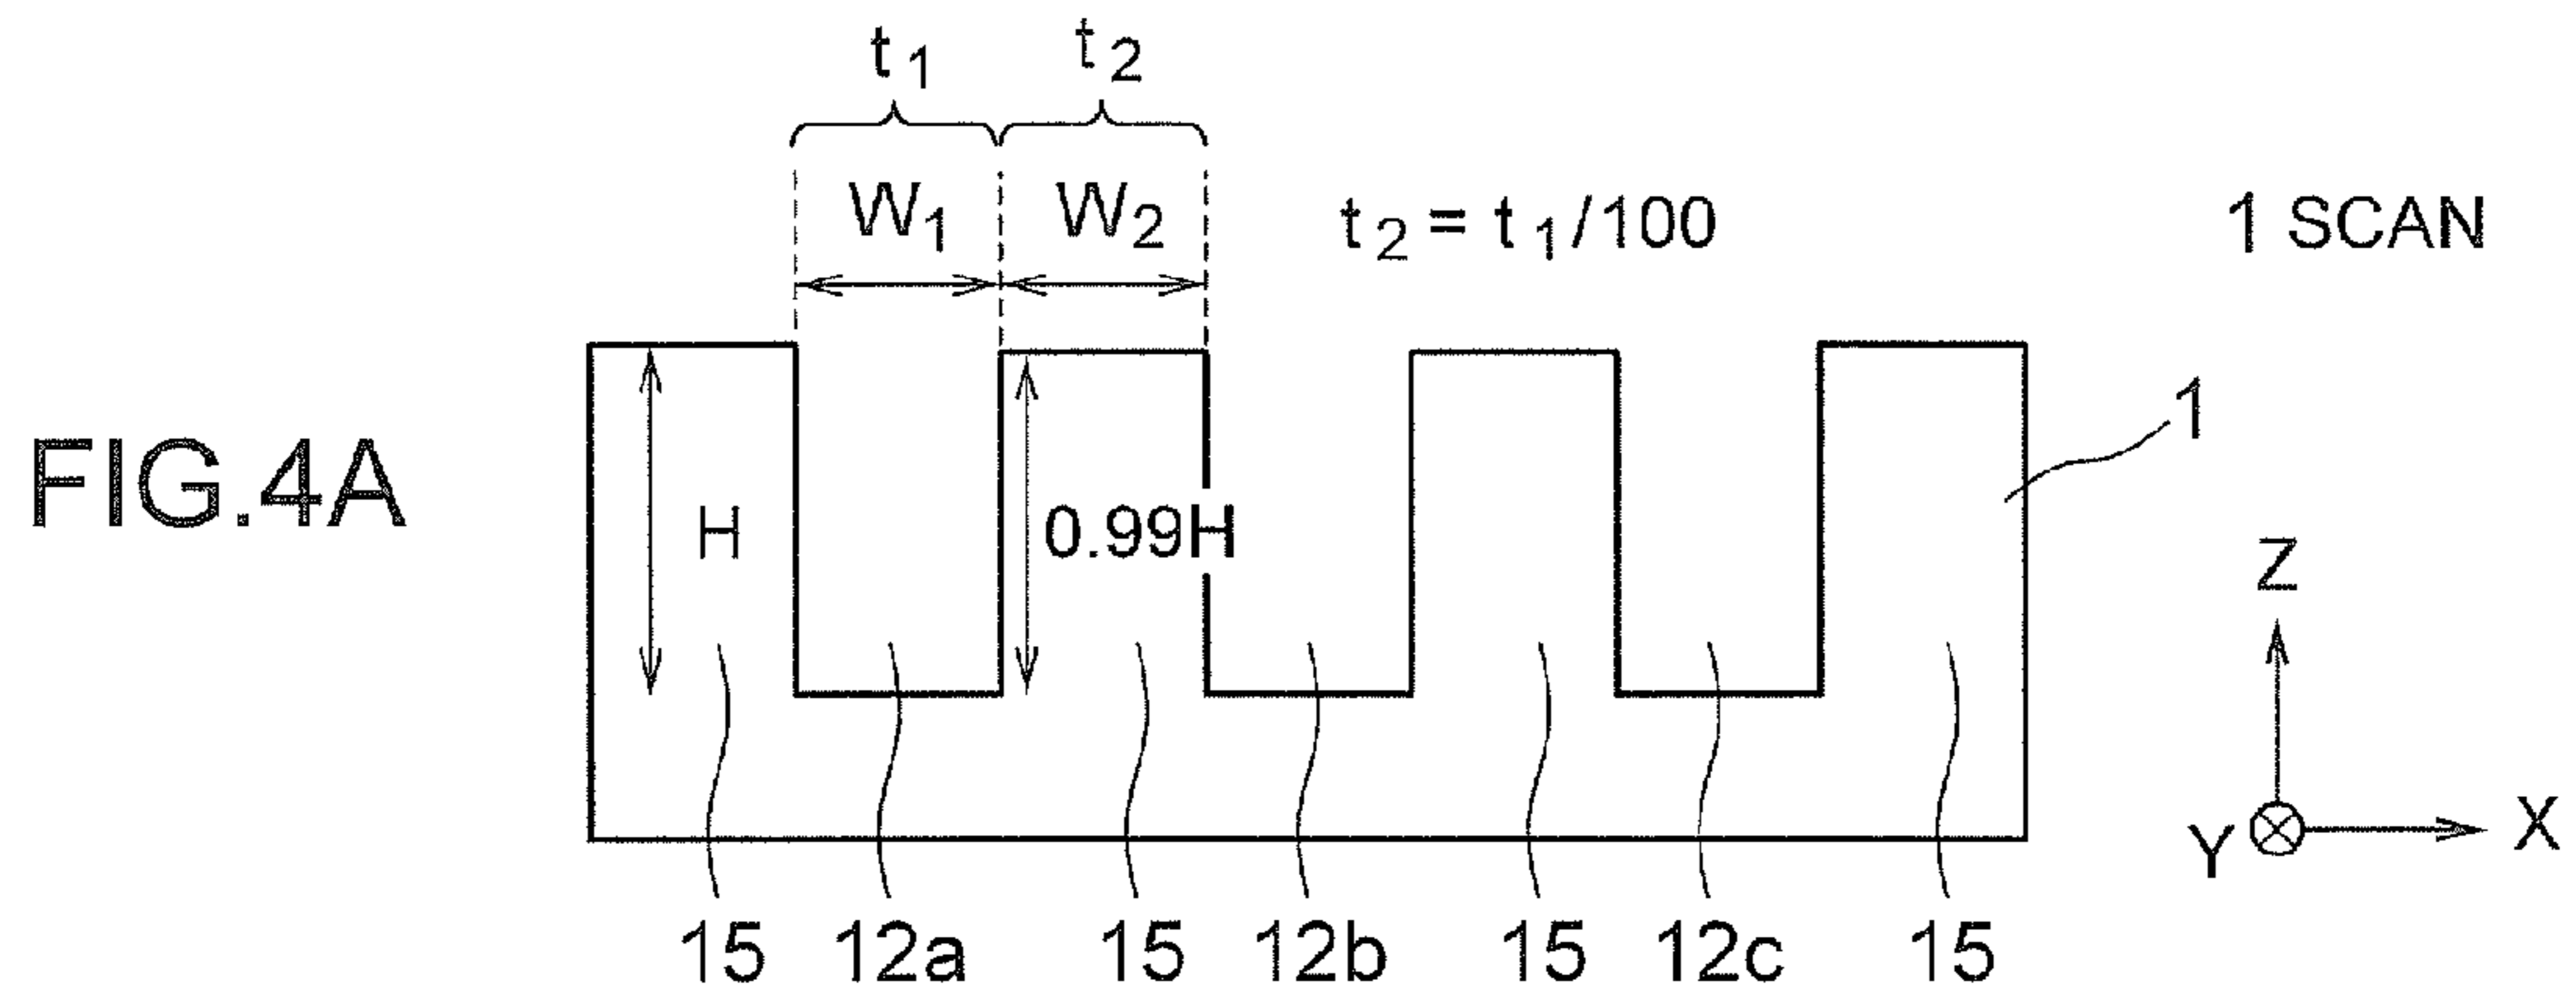 t1 t2
W1 W2 t2 = t1/100 1 SCAN
1
FIG.4A H 0.99H
Z
Y X
15 12a 15 12b 15 12c 15